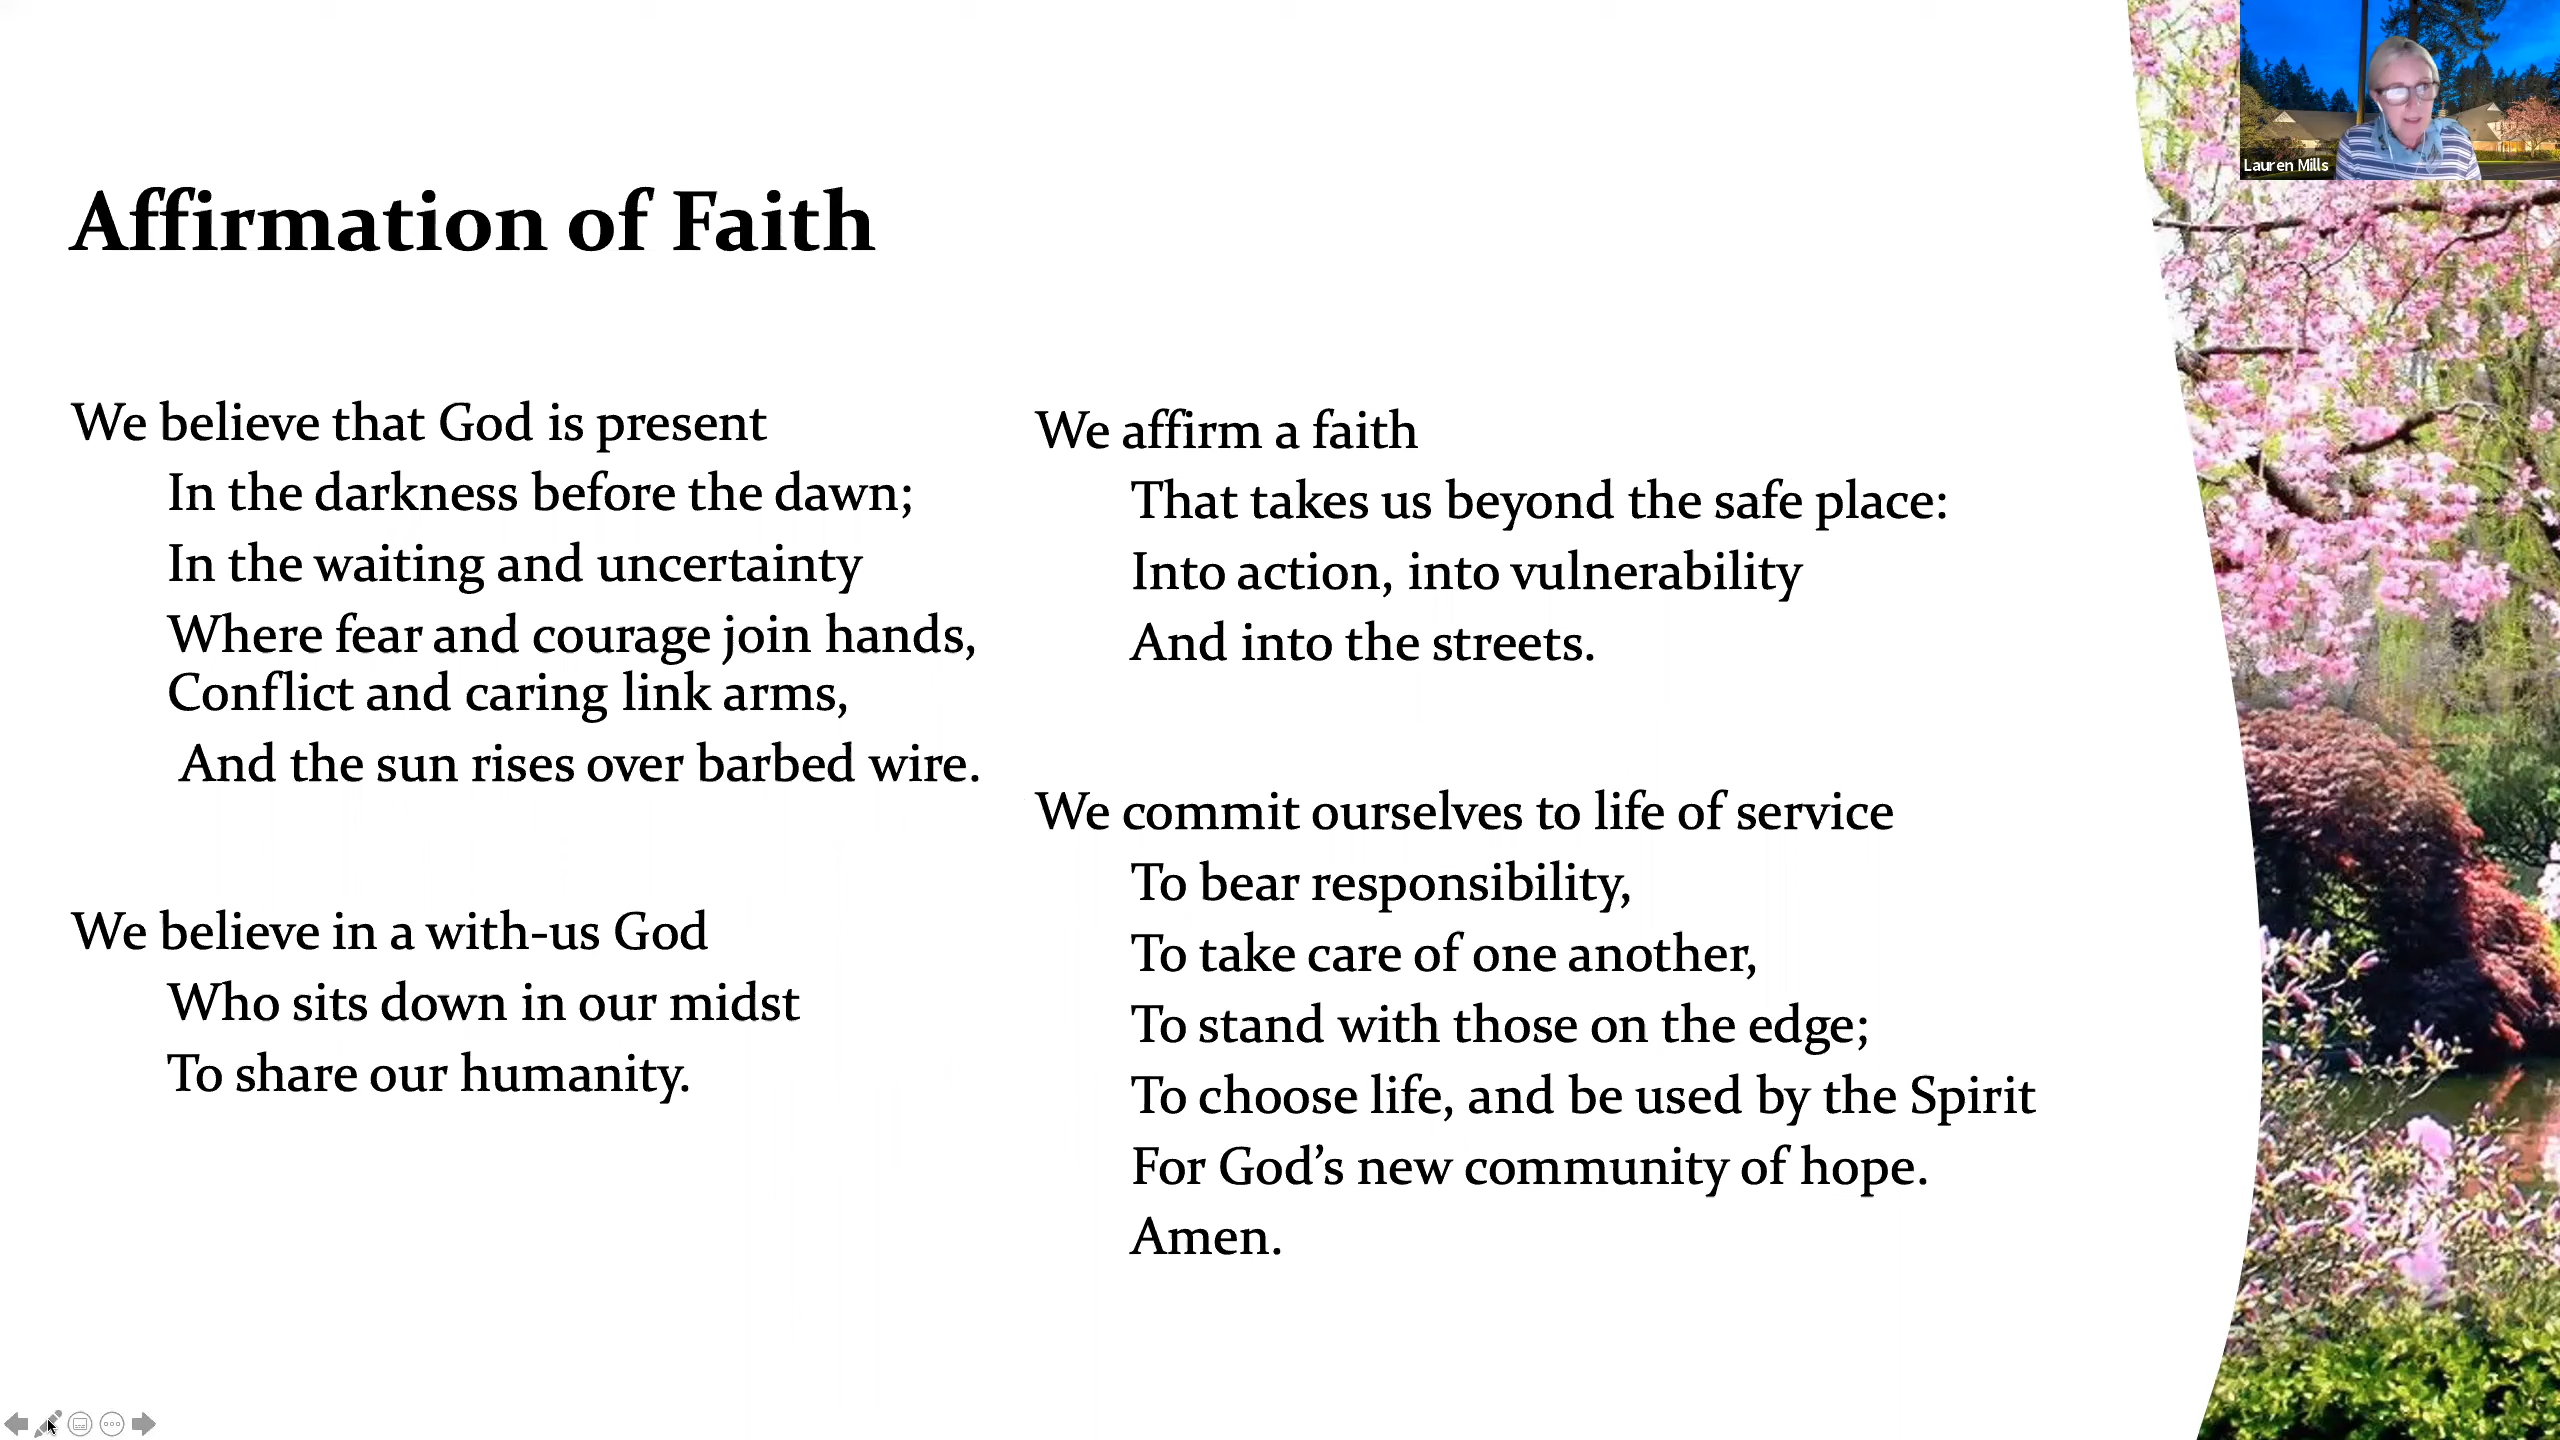 Affirmation of Faith
We believe that God is present
In the darkness before the dawn;
In the waiting and uncertainty
Where fear and courage join hands,
Conflict and caring link arms,
And the sun rises over barbed wire.
We believe in a with-us God
Who sits down in our midst
To share our humanity.
We affirm a faith
That takes us beyond the safe place:
Into action, into vulnerability
And into the streets.
We commit ourselves to life of service
To bear responsibility,
To take care of one another,
To stand with those on the edge;
To choose life, and be used by the Spirit
For God’s new community of hope.
Amen.
Lauren Mills